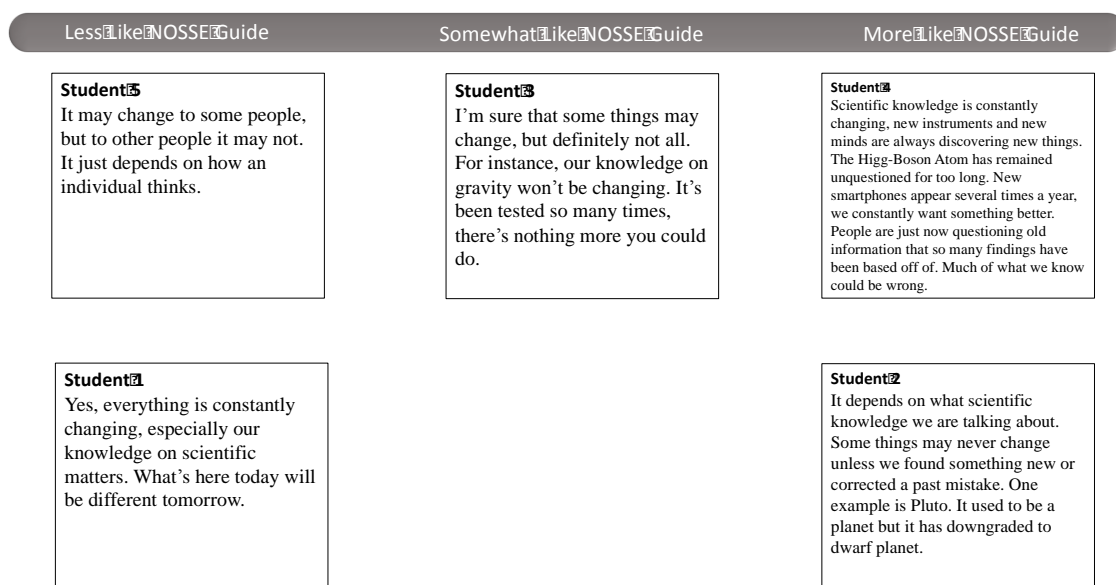 Less Like NOSSE Guide
Somewhat Like NOSSE Guide
More Like NOSSE Guide
Student 5
It may change to some people,
but to other people it may not.
It just depends on how an
individual thinks.
Student 3
I'm sure that some things may
change, but definitely not all.
For instance, our knowledge on
gravity won't be changing. It's
been tested so many times,
there's nothing more you could
do.
Student 4
Scientific knowledge is constantly
changing, new instruments and new
minds are always discovering new things.
The Higg-Boson Atom has remained
unquestioned for too long. New
smartphones appear several times a year,
we constantly want something better.
People are just now questioning old
information that so many findings have
been based off of. Much of what we know
could be wrong.
Student 1
Yes, everything is constantly
changing, especially our
knowledge on scientific
matters. What's here today will
be different tomorrow.
Student 2
It depends on what scientific
knowledge we are talking about.
Some things may never change
unless we found something new or
corrected a past mistake. One
example is Pluto. It used to be a
planet but it has downgraded to
dwarf planet.